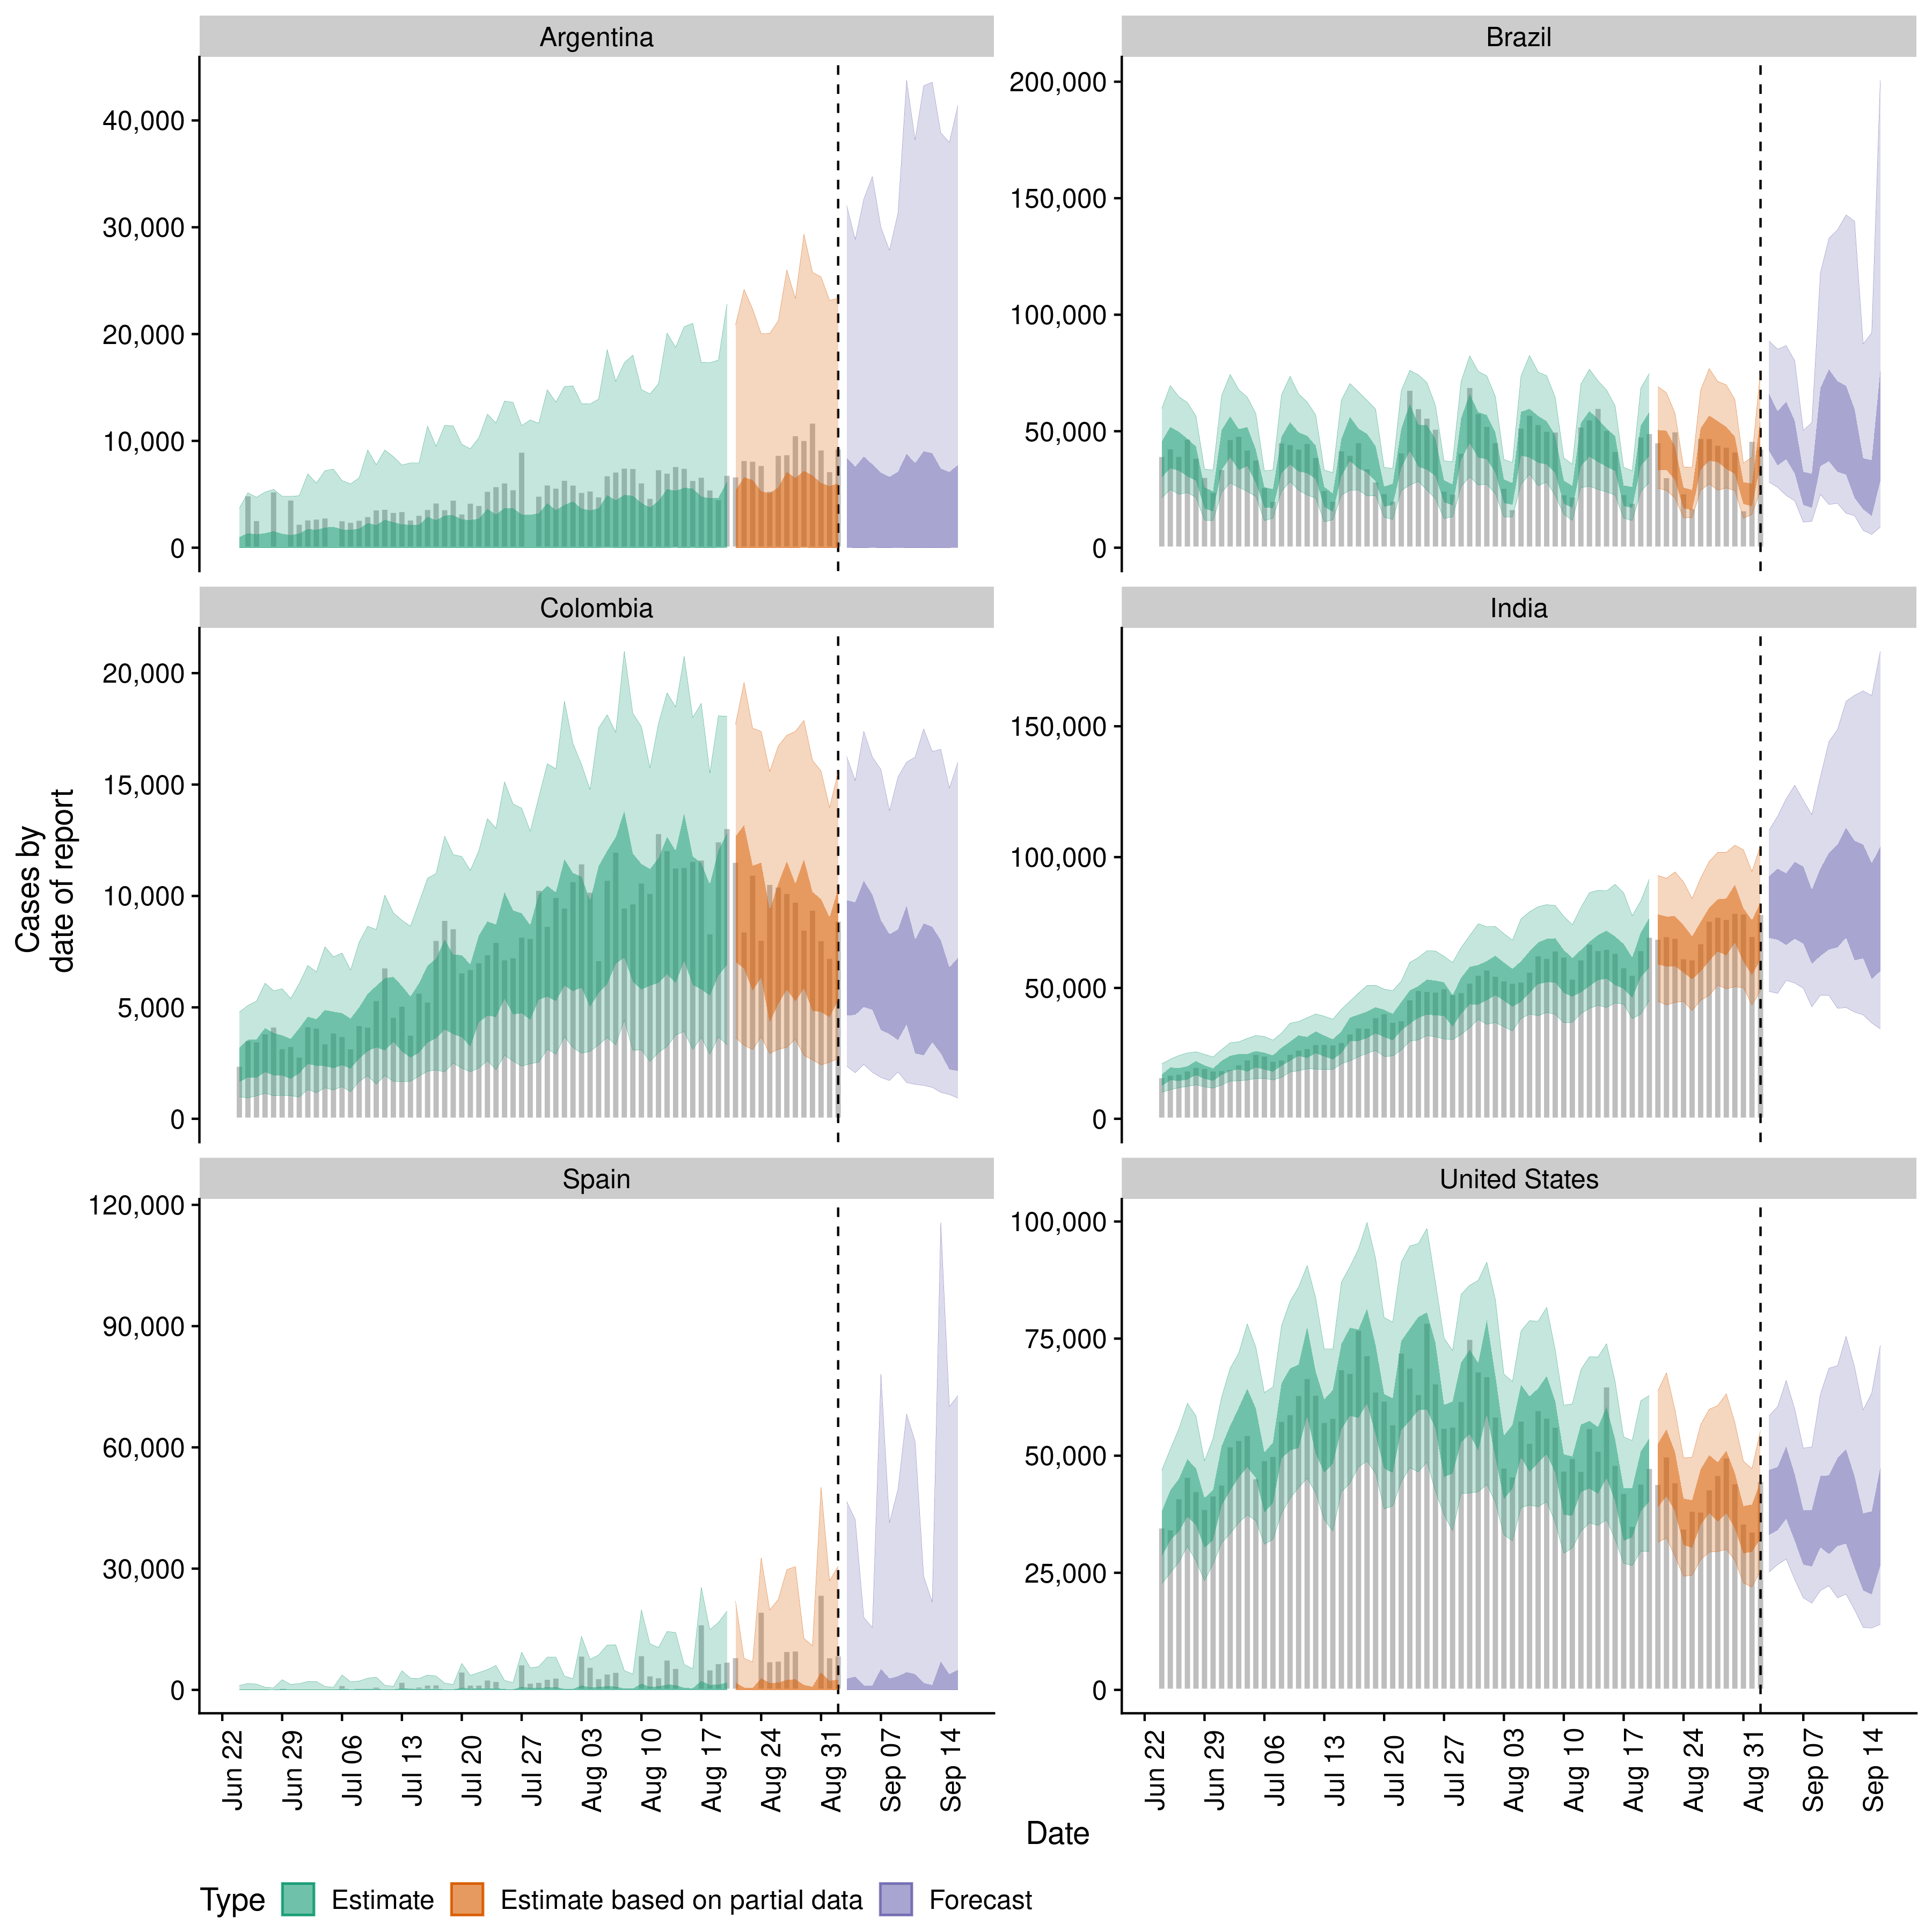 Argentina
Brazil
40,000
30,000
20,000
10,000
0
200,000
150,000
100,000
50,000
0
Colombia
India
20,000
15,000
10,000
5,000
0
150,000
100,000
50,000
0
Cases by
date of report
Spain
United States
120,000
90,000
60,000
30,000
0
100,000
75,000
50,000
25,000
0
Jun 22
Jun 29
Jul 06
Jul 13
Jul 20
Jul 27
Aug 03
Aug 10
Aug 17
Aug 24
Aug 31
Sep 07
Sep 14
Jun 22
Jun 29
Jul 06
Jul 13
Jul 20
Jul 27
Aug 03
Aug 10
Aug 17
Aug 24
Aug 31
Sep 07
Sep 14
Date
Type Estimate Estimate based on partial data Forecast